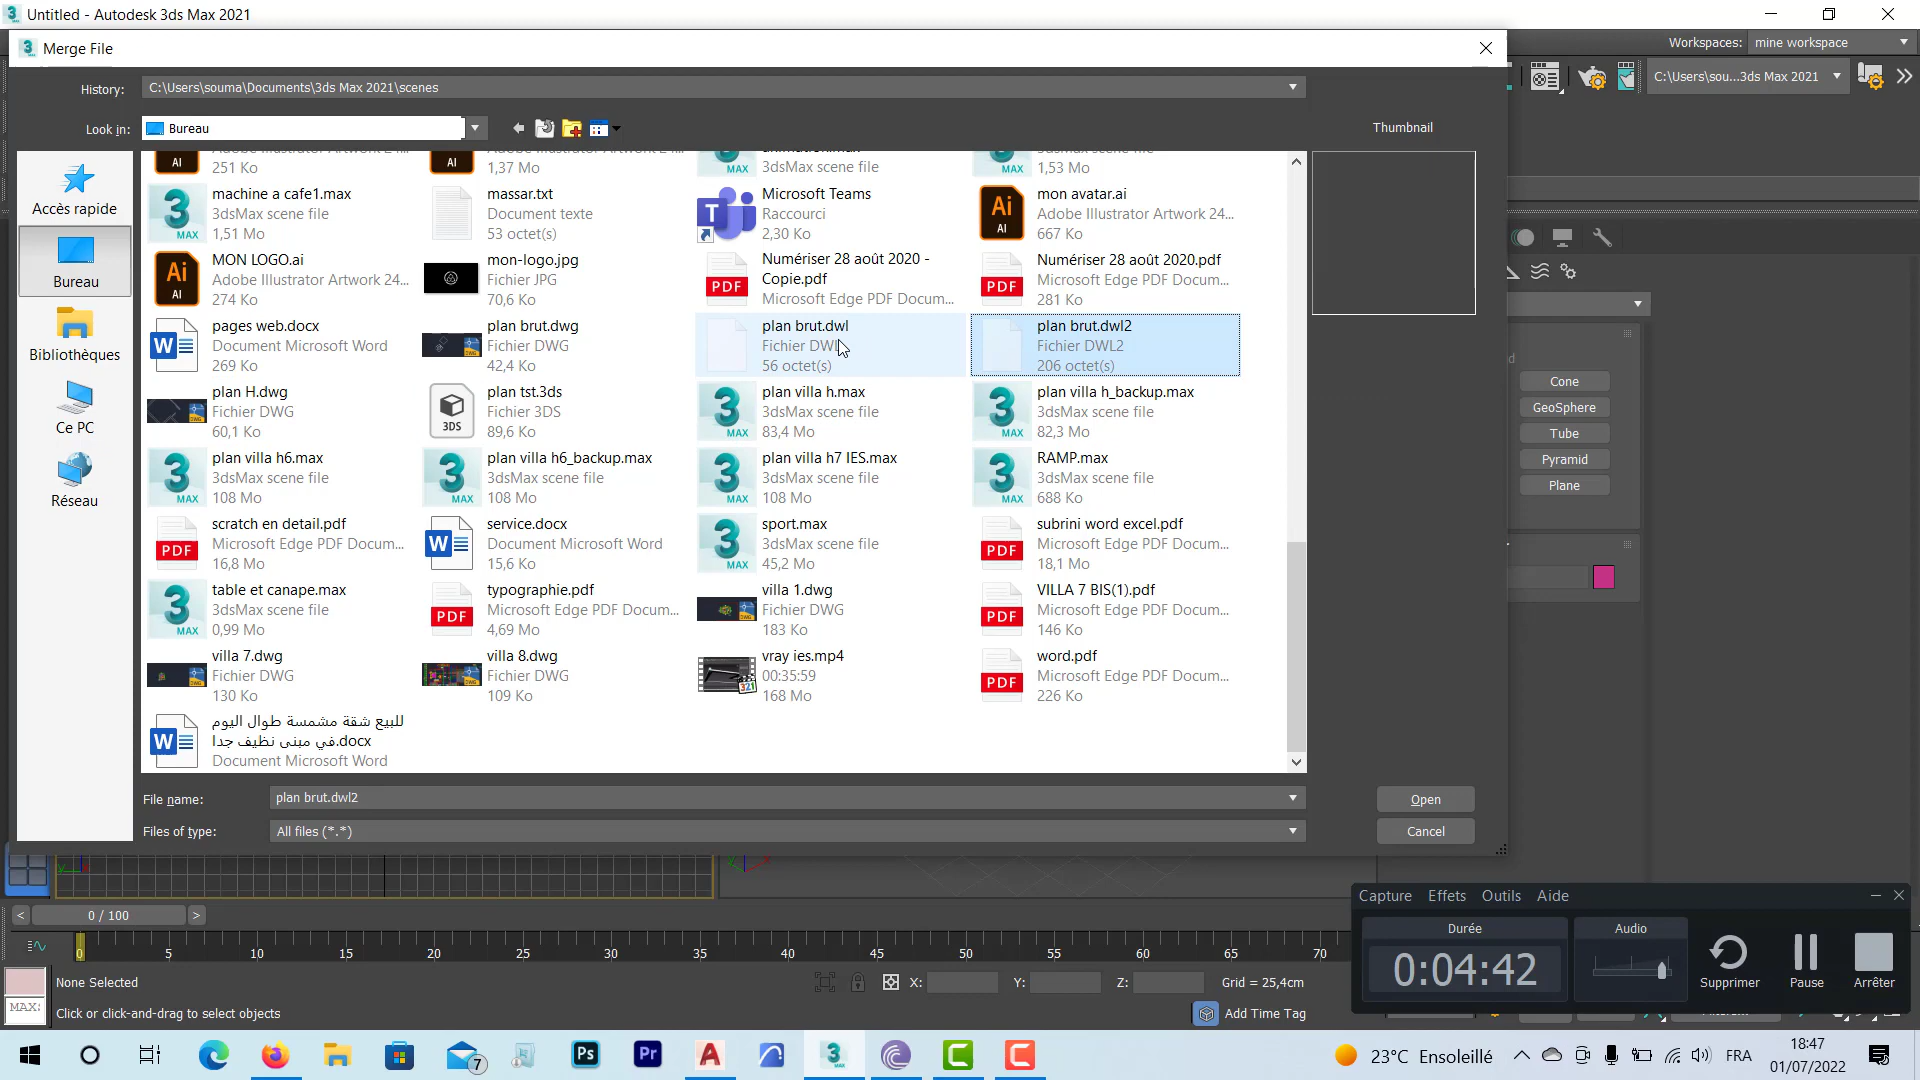 Untitled - Autodesk 3ds Max 2021
Merge File
Workspaces: mine workspace
History: C:\Users\souma\Documents\3ds Max 2021\scenes
C:\Users\sou...3ds Max 2021
Look in: Bureau
Thumbnail
Accès rapide
Bureau
Bibliothèques
Ce PC
Réseau
251 Ko
1,37 Mo
3dsMax scene file
1,53 Mo
machine a cafe1.max
3dsMax scene file
1,51 Mo
massar.txt
Document texte
53 octet(s)
Microsoft Teams
Raccourci
2,30 Ko
mon avatar.ai
Adobe Illustrator Artwork 24...
667 Ko
MON LOGO.ai
Adobe Illustrator Artwork 24...
274 Ko
mon-logo.jpg
Fichier JPG
70,6 Ko
Numériser 28 août 2020 -
Copie.pdf
Microsoft Edge PDF Docum...
Numériser 28 août 2020.pdf
Microsoft Edge PDF Docum...
281 Ko
pages web.docx
Document Microsoft Word
269 Ko
plan brut.dwg
Fichier DWG
42,4 Ko
plan brut.dwl
Fichier DWL
56 octet(s)
plan brut.dwl2
Fichier DWL2
206 octet(s)
plan H.dwg
Fichier DWG
60,1 Ko
plan tst.3ds
Fichier 3DS
89,6 Ko
plan villa h.max
3dsMax scene file
83,4 Mo
plan villa h_backup.max
3dsMax scene file
82,3 Mo
plan villa h6.max
3dsMax scene file
108 Mo
plan villa h6_backup.max
3dsMax scene file
108 Mo
plan villa h7 IES.max
3dsMax scene file
108 Mo
RAMP.max
3dsMax scene file
688 Ko
scratch en detail.pdf
Microsoft Edge PDF Docum...
16,8 Mo
service.docx
Document Microsoft Word
15,6 Ko
sport.max
3dsMax scene file
45,2 Mo
subrini word excel.pdf
Microsoft Edge PDF Docum...
18,1 Mo
table et canape.max
3dsMax scene file
0,99 Mo
typographie.pdf
Microsoft Edge PDF Docum...
4,69 Mo
villa 1.dwg
Fichier DWG
183 Ko
VILLA 7 BIS(1).pdf
Microsoft Edge PDF Docum...
146 Ko
villa 7.dwg
Fichier DWG
130 Ko
villa 8.dwg
Fichier DWG
109 Ko
vray ies.mp4
00:35:59
168 Mo
word.pdf
Microsoft Edge PDF Docum...
226 Ko
للبيع شقة مشمسة طوال اليوم
في مبنى نظيف جدا.docx
Document Microsoft Word
File name: plan brut.dwl2
Files of type: All files (*.*)
Open
Cancel
Cone
GeoSphere
Tube
Pyramid
Plane
0 / 100
0 5 10 15 20 25 30 35 40 45 50 55 60 65 70
None Selected
X: Y: Z: Grid = 25,4cm
MAX:
Click or click-and-drag to select objects
Add Time Tag
Capture Effets Outils Aide
Durée
Audio
0:04:42
Supprimer
Pause
Arrêter
7
23°C Ensoleillé
FRA
18:47
01/07/2022